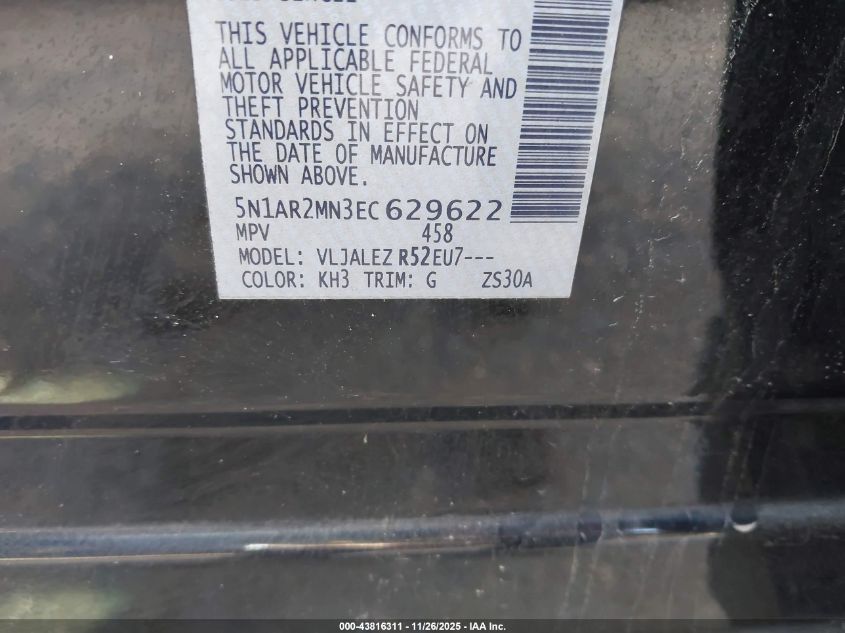 THIS VEHICLE CONFORMS TO
ALL APPLICABLE FEDERAL
MOTOR VEHICLE SAFETY AND
THEFT PREVENTION
STANDARDS IN EFFECT ON
THE DATE OF MANUFACTURE
SHOWN ABOVE.
5N1AR2MN3EC 629622
MPV 458
MODEL: VLJALEZ R52EU7---
COLOR: KH3 TRIM: G ZS30A
000-43816311 | 11/26/2025 - IAA Inc.